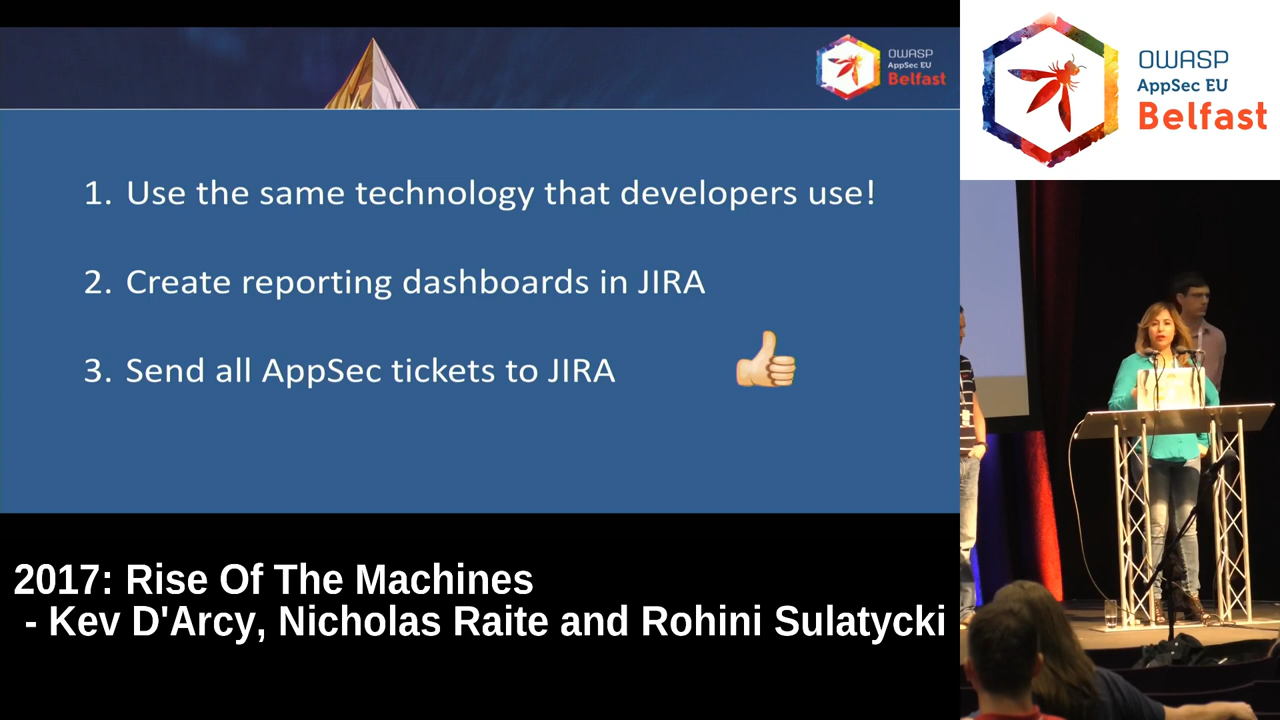 OWASP
AppSec EU
Belfast
OWASP
AppSec EU
Belfast
1. Use the same technology that developers use!
2. Create reporting dashboards in JIRA
3. Send all AppSec tickets to JIRA
2017: Rise Of The Machines
- Kev D'Arcy, Nicholas Raite and Rohini Sulatycki